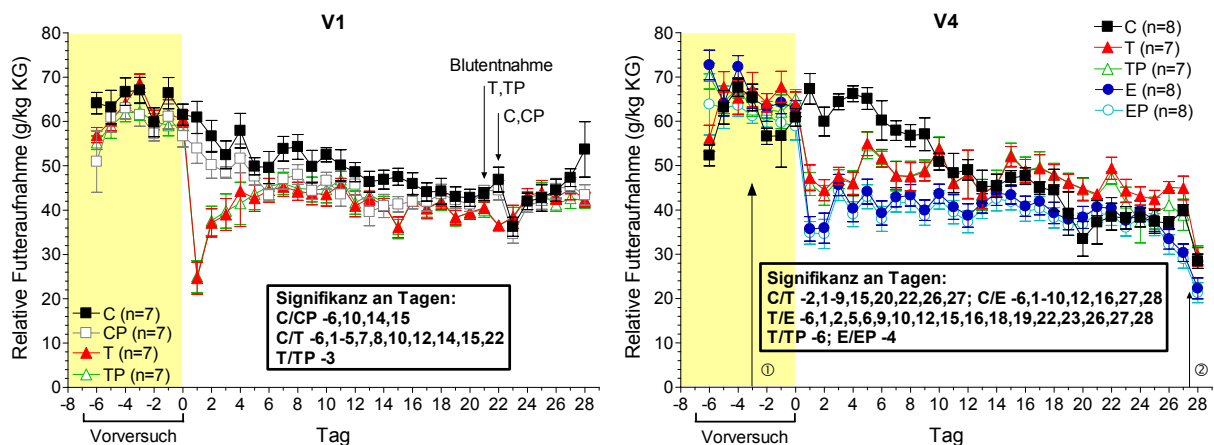 V1
Relative Futteraufnahme (g/kg KG)
80
70
60
50
40
30
20
10
0
Blutentnahme
T,TP
C,CP
C (n=7)
CP (n=7)
T (n=7)
TP (n=7)
Signifikanz an Tagen:
C/CP -6,10,14,15
C/T -6,1-5,7,8,10,12,14,15,22
T/TP -3
-8 -6 -4 -2 0 2 4 6 8 10 12 14 16 18 20 22 24 26 28
Vorversuch
Tag
V4
Relative Futteraufnahme (g/kg KG)
80
70
60
50
40
30
20
10
0
C (n=8)
T (n=7)
TP (n=7)
E (n=8)
EP (n=8)
Signifikanz an Tagen:
C/T -2,1-9,15,20,22,26,27; C/E -6,1-10,12,16,27,28
T/E -6,1,2,5,6,9,10,12,15,16,18,19,22,23,26,27,28
T/TP -6; E/EP -4
①
②
-8 -6 -4 -2 0 2 4 6 8 10 12 14 16 18 20 22 24 26 28
Vorversuch
Tag